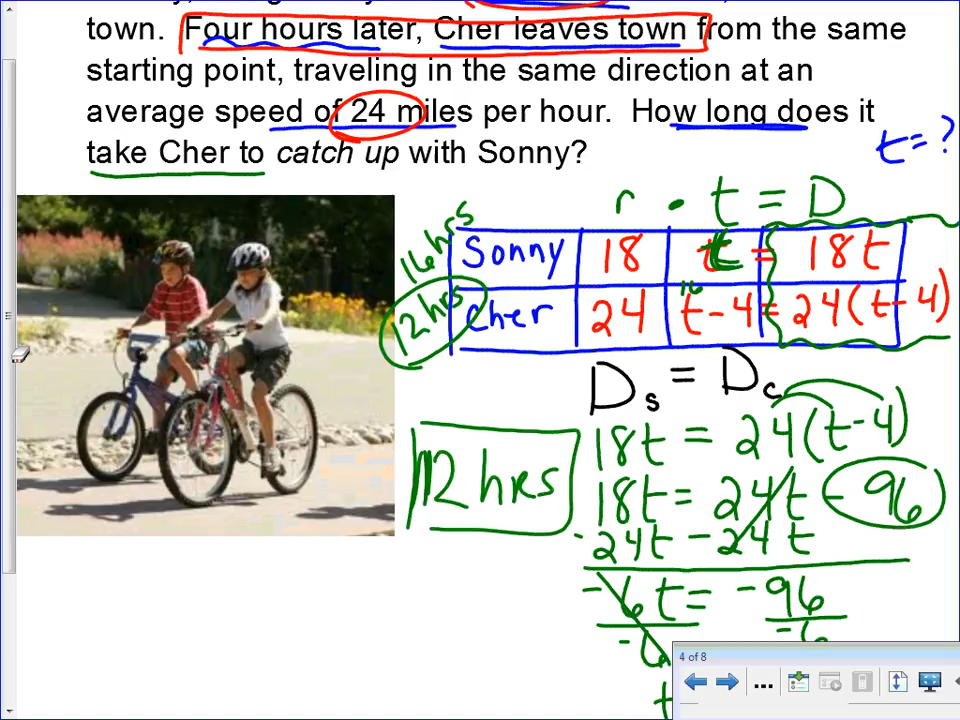 town. Four hours later, Cher leaves town from the same
starting point, traveling in the same direction at an
average speed of 24 miles per hour. How long does it
take Cher to catch up with Sonny?
t = ?
r • t = D
16 hrs
Sonny 18 t = 18t
12 hrs
16
Cher 24 t - 4 = 24(t - 4)
Ds = Dc
18t = 24(t - 4)
12 hrs
18t = 24t - 96
- 24t - 24t
- 6t = - 96
- 6 - 6
t
4 of 8
...